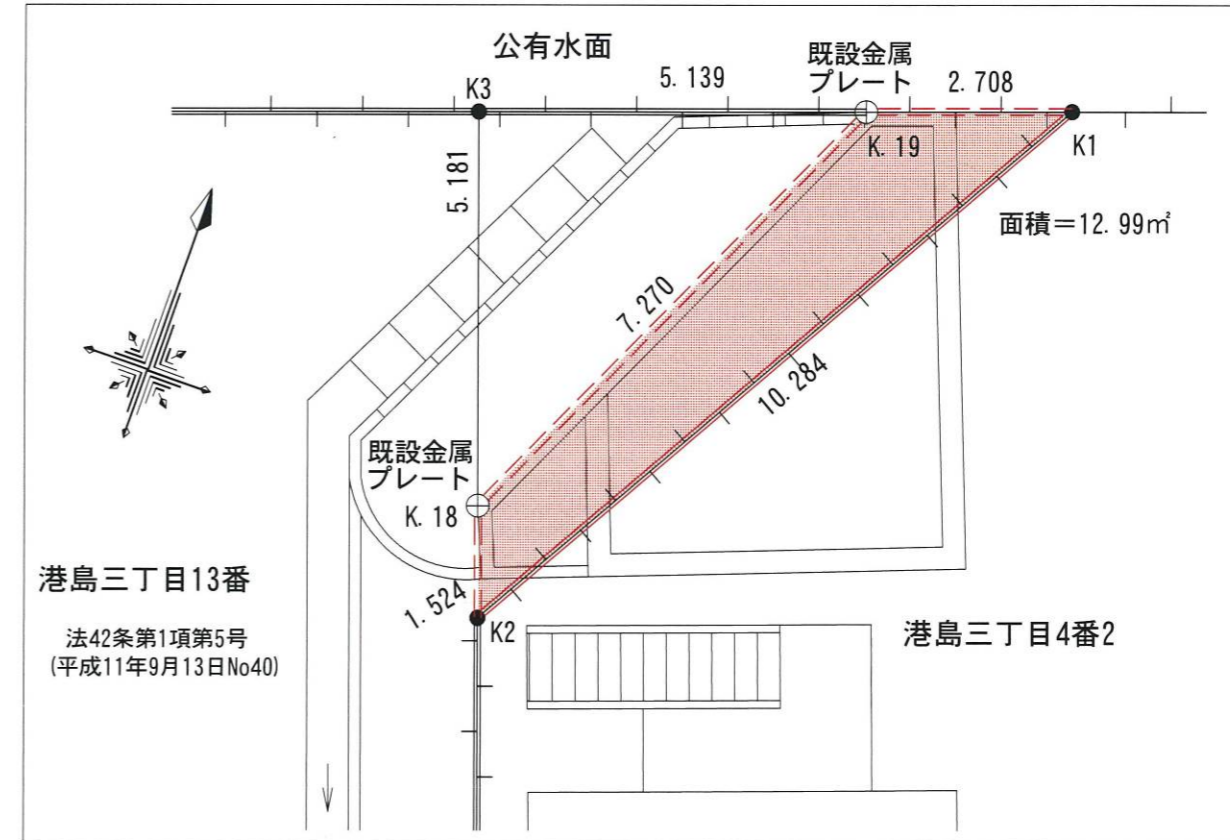 公有水面
既設金属
プレート
K3
5. 139
2. 708
K. 19
K1
5. 181
面積＝12. 99㎡
7. 270
10. 284
既設金属
プレート
K. 18
港島三丁目13番
1. 524
K2
法42条第1項第5号
(平成11年9月13日No40)
港島三丁目4番2